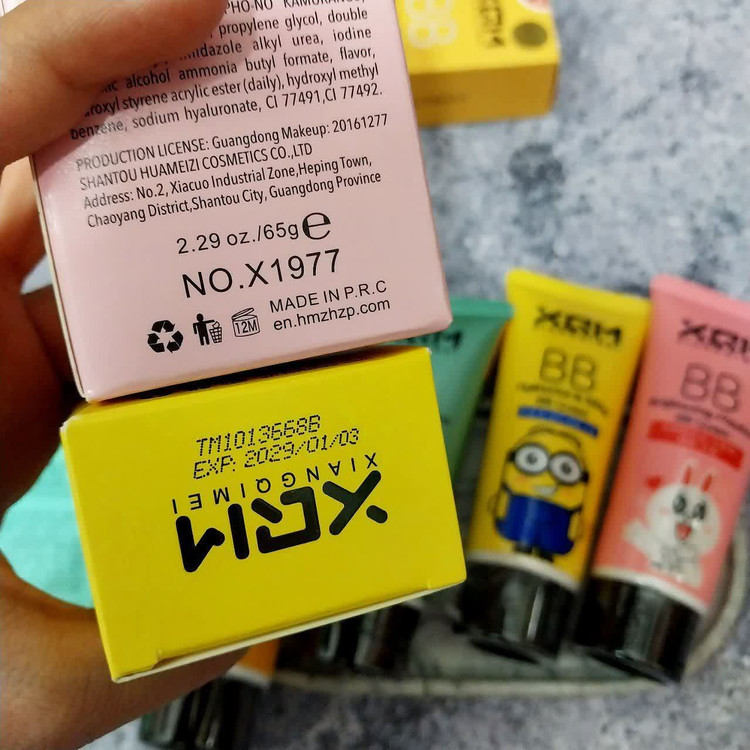 propylene glycol, double
imidazole alkyl urea, iodine
alcohol ammonia butyl formate, flavor,
styrene acrylic ester (daily), hydroxyl methyl
benzene, sodium hyaluronate, CI 77491,CI 77492.
PRODUCTION LICENSE: Guangdong Makeup: 20161277
SHANTOU HUAMEIZI COSMETICS CO.,LTD
Address: No.2, Xiacuo Industrial Zone,Heping Town,
Chaoyang District,Shantou City, Guangdong Province
2.29 oz./65g e
NO.X1977
12M
MADE IN P.R.C
en.hmzhzp.com
TM1013668B
EXP: 2029/01/03
XIANGQIMEI
XQM
XQM
BB
XQM
BB